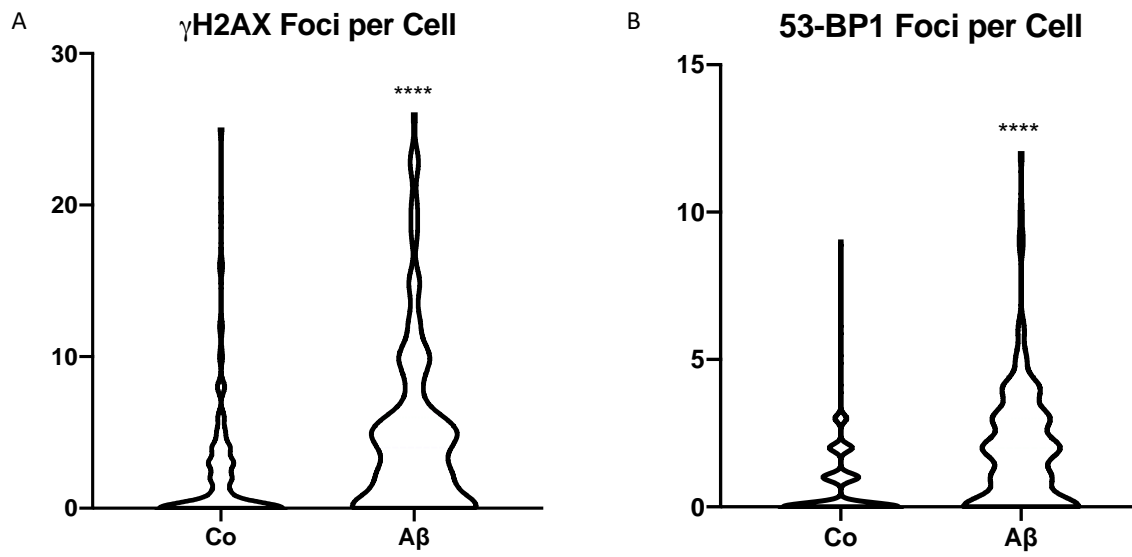 A
γH2AX Foci per Cell
30
20
10
0
****
Co
Aβ
B
53-BP1 Foci per Cell
15
10
5
0
****
Co
Aβ